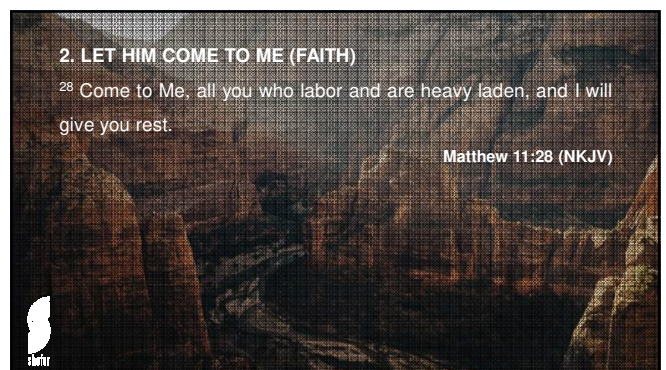 2. LET HIM COME TO ME (FAITH)
28 Come to Me, all you who labor and are heavy laden, and I will
give you rest.
Matthew 11:28 (NKJV)
shofar